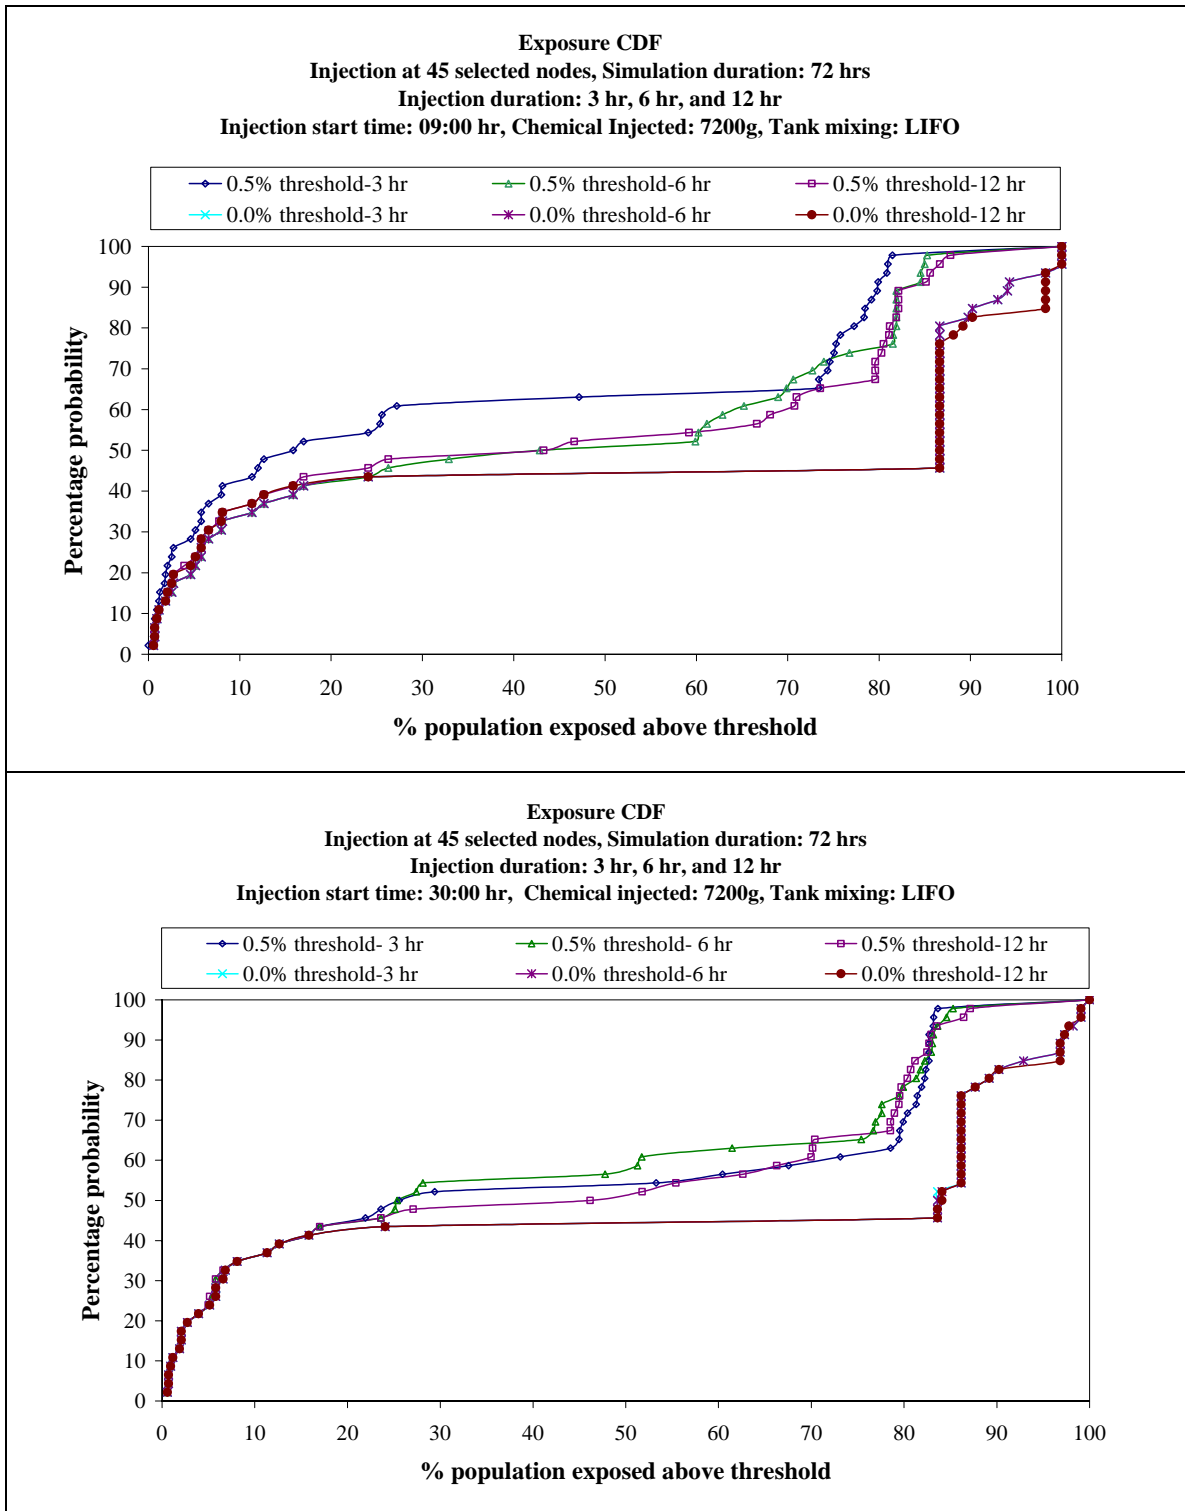 Exposure CDF
Injection at 45 selected nodes, Simulation duration: 72 hrs
Injection duration: 3 hr, 6 hr, and 12 hr
Injection start time: 09:00 hr, Chemical Injected: 7200g, Tank mixing: LIFO
0.5% threshold-3 hr 0.5% threshold-6 hr 0.5% threshold-12 hr
0.0% threshold-3 hr 0.0% threshold-6 hr 0.0% threshold-12 hr
100
90
80
70
60
50
40
30
20
10
0
Percentage probability
0 10 20 30 40 50 60 70 80 90 100
% population exposed above threshold
Exposure CDF
Injection at 45 selected nodes, Simulation duration: 72 hrs
Injection duration: 3 hr, 6 hr, and 12 hr
Injection start time: 30:00 hr, Chemical injected: 7200g, Tank mixing: LIFO
0.5% threshold- 3 hr 0.5% threshold- 6 hr 0.5% threshold-12 hr
0.0% threshold-3 hr 0.0% threshold-6 hr 0.0% threshold-12 hr
100
90
80
70
60
50
40
30
20
10
0
Percentage probability
0 10 20 30 40 50 60 70 80 90 100
% population exposed above threshold